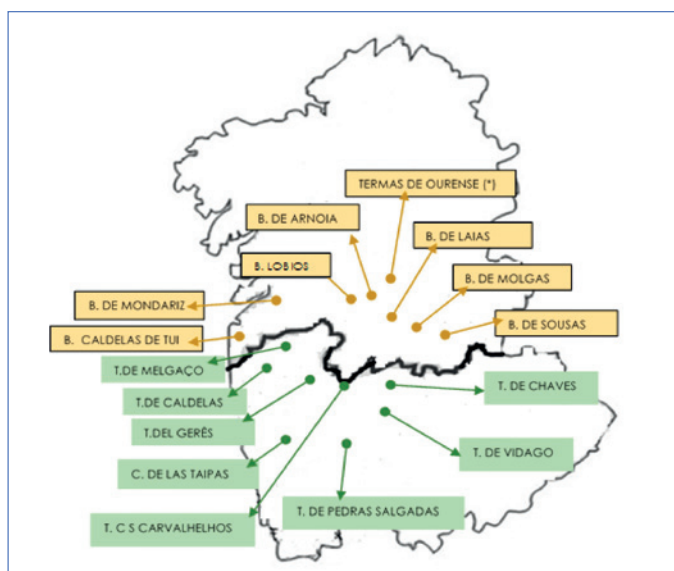 TERMAS DE OURENSE (*)
B. DE ARNOIA
B. DE LAIAS
B. LOBIOS
B. DE MOLGAS
B. DE MONDARIZ
B. DE SOUSAS
B. CALDELAS DE TUI
T.DE MELGAÇO
T. DE CHAVES
T.DE CALDELAS
T.DEL GERÊS
T. DE VIDAGO
C. DE LAS TAIPAS
T. DE PEDRAS SALGADAS
T. C S CARVALHELHOS